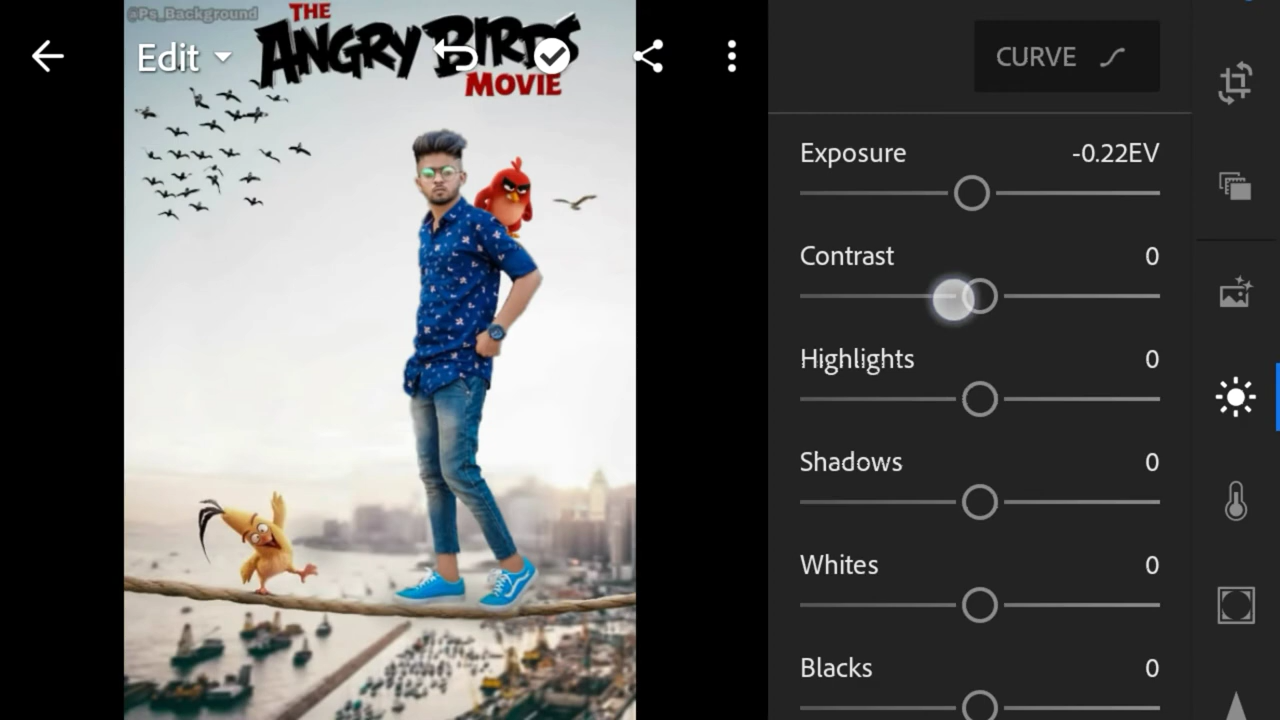 @Ps_Background
THE
ANGRY BIRDS
MOVIE
Edit
CURVE
Exposure -0.22EV
Contrast 0
Highlights 0
Shadows 0
Whites 0
Blacks 0